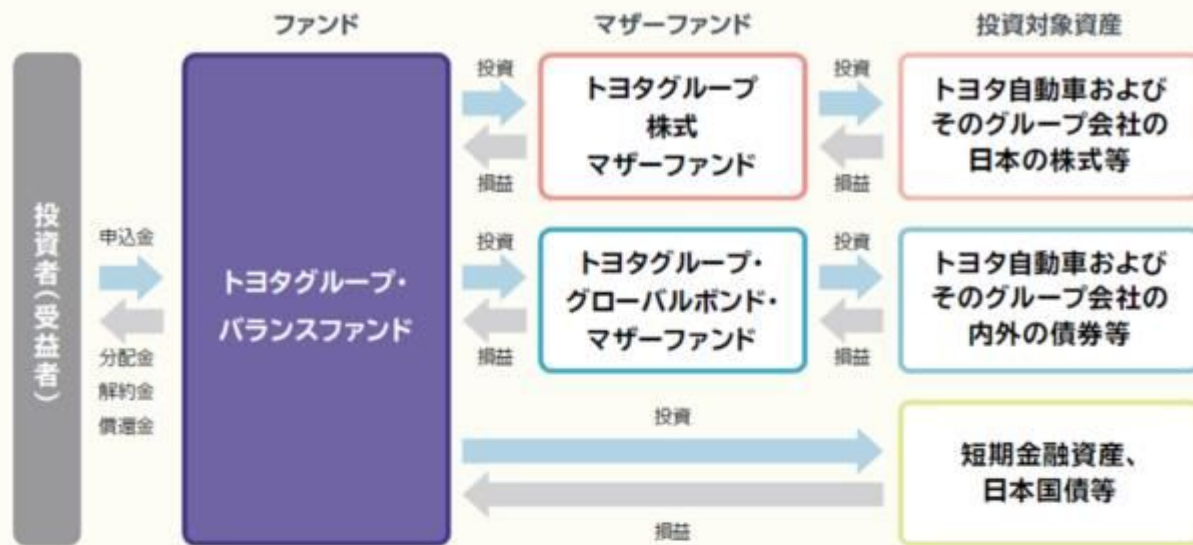 ファンド
マザーファンド
投資対象資産
投資者(受益者)
申込金
分配金
解約金
償還金
トヨタグループ・
バランスファンド
投資
損益
トヨタグループ
株式
マザーファンド
投資
損益
トヨタ自動車および
そのグループ会社の
日本の株式等
投資
損益
トヨタグループ・
グローバルボンド・
マザーファンド
投資
損益
トヨタ自動車および
そのグループ会社の
内外の債券等
投資
損益
短期金融資産、
日本国債等